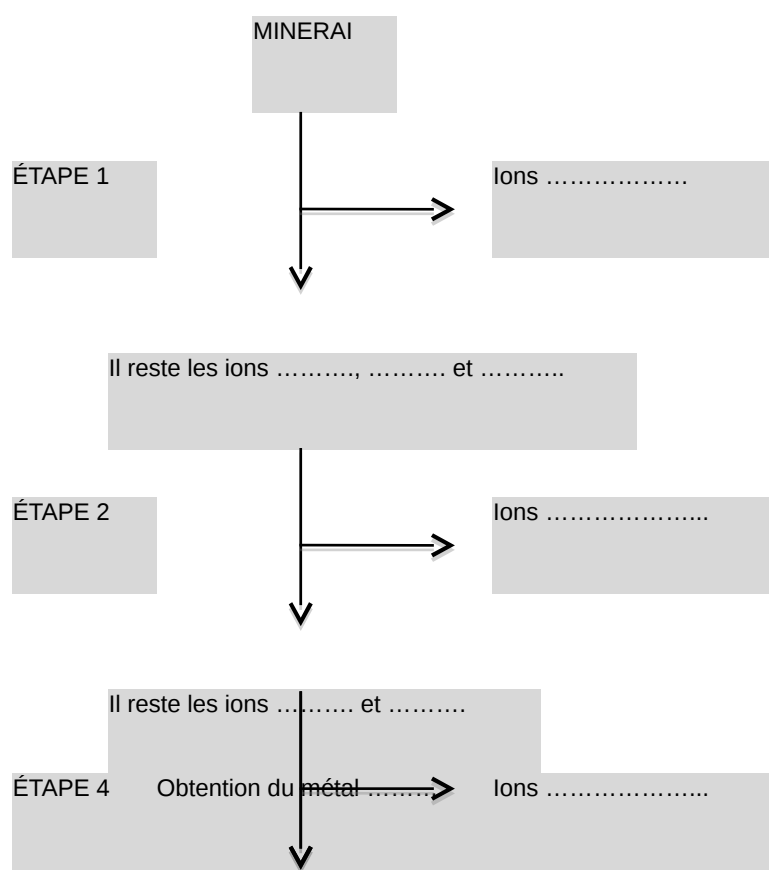 MINERAI
ÉTAPE 1
Ions ………………
Il reste les ions ………., ………. et ………..
ÉTAPE 2
Ions ………………...
Il reste les ions ………. et ……….
ÉTAPE 4 Obtention du métal ………
Ions ………………...